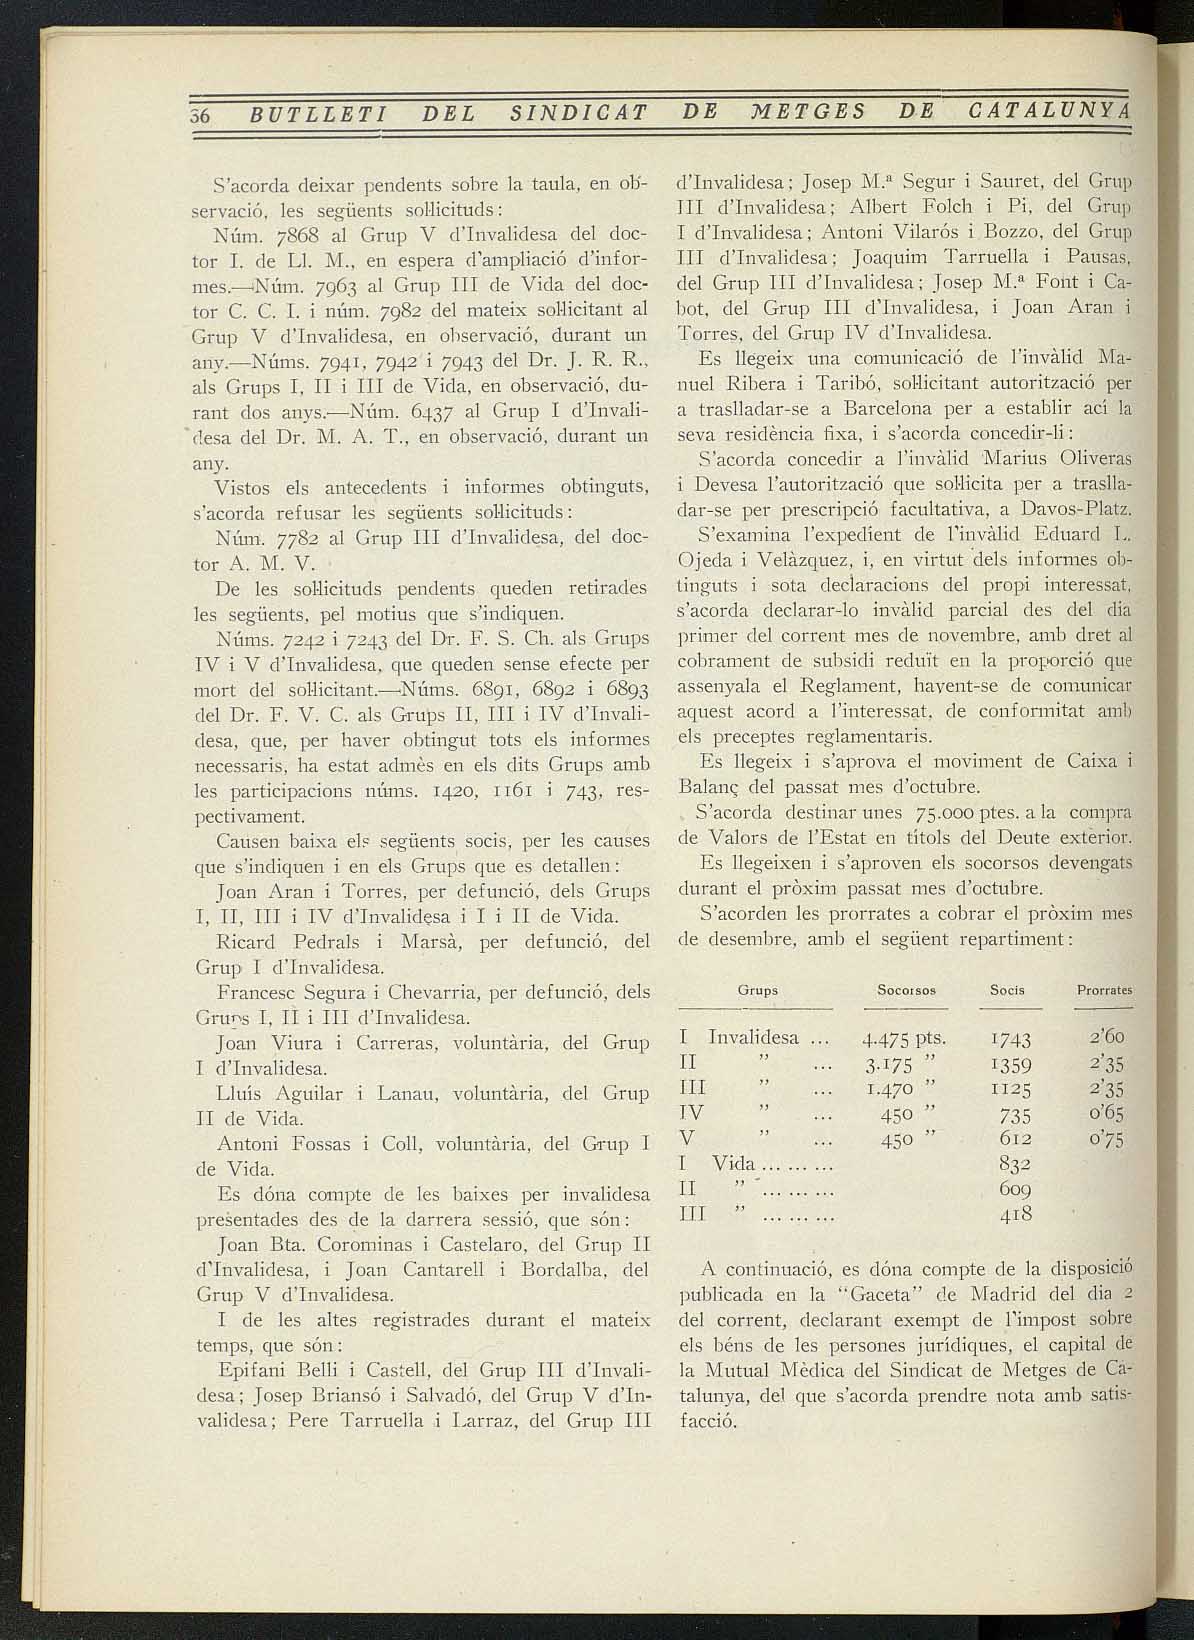 36 BUTLLETI DEL SINDICAT DE METGES DE CATALUNYA
S'acorda deixar pendents sobre la taula, en ob-
servació, les següents sol·licituds:
Núm. 7868 al Grup V d'Invalidesa del doc-
tor I. de Ll. M., en espera d'ampliació d'infor-
mes.—Núm. 7963 al Grup III de Vida del doc-
tor C. C. I. i núm. 7982 del mateix sol·licitant al
Grup V d'Invalidesa, en observació, durant un
any.—Núms. 7941, 7942 i 7943 del Dr. J. R. R.,
als Grups I, II i III de Vida, en observació, du-
rant dos anys.—Núm. 6437 al Grup I d'Invali-
desa del Dr. M. A. T., en observació, durant un
any.
Vistos els antecedents i informes obtinguts,
s'acorda refusar les següents sol·licituds:
Núm. 7782 al Grup III d'Invalidesa, del doc-
tor A. M. V.
De les sol·licituds pendents queden retirades
les següents, pel motius que s'indiquen.
Núms. 7242 i 7243 del Dr. F. S. Ch. als Grups
IV i V d'Invalidesa, que queden sense efecte per
mort del sol·licitant.—Núms. 6891, 6892 i 6893
del Dr. F. V. C. als Grups II, III i IV d'Invali-
desa, que, per haver obtingut tots els informes
necessaris, ha estat admès en els dits Grups amb
les participacions núms. 1420, 1161 i 743, res-
pectivament.
Causen baixa els següents socis, per les causes
que s'indiquen i en els Grups que es detallen:
Joan Aran i Torres, per defunció, dels Grups
I, II, III i IV d'Invalidesa i I i II de Vida.
Ricard Pedrals i Marsà, per defunció, del
Grup I d'Invalidesa.
Francesc Segura i Chevarria, per defunció, dels
Grups I, II i III d'Invalidesa.
Joan Viura i Carreras, voluntària, del Grup
I d'Invalidesa.
Lluís Aguilar i Lanau, voluntària, del Grup
II de Vida.
Antoni Fossas i Coll, voluntària, del Grup I
de Vida.
Es dóna compte de les baixes per invalidesa
presentades des de la darrera sessió, que són:
Joan Bta. Corominas i Castelaro, del Grup II
d'Invalidesa, i Joan Cantarell i Bordalba, del
Grup V d'Invalidesa.
I de les altes registrades durant el mateix
temps, que són:
Epifani Belli i Castell, del Grup III d'Invali-
desa; Josep Briansó i Salvadó, del Grup V d'In-
validesa; Pere Tarruella i Larraz, del Grup III
d'Invalidesa; Josep M.ª Segur i Sauret, del Grup
III d'Invalidesa; Albert Folch i Pi, del Grup
I d'Invalidesa; Antoni Vilarós i Bozzo, del Grup
III d'Invalidesa; Joaquim Tarruella i Pausas,
del Grup III d'Invalidesa; Josep M.ª Font i Ca-
bot, del Grup III d'Invalidesa, i Joan Aran i
Torres, del Grup IV d'Invalidesa.
Es llegeix una comunicació de l'invàlid Ma-
nuel Ribera i Taribó, sol·licitant autorització per
a traslladar-se a Barcelona per a establir ací la
seva residència fixa, i s'acorda concedir-li:
S'acorda concedir a l'invàlid Marius Oliveras
i Devesa l'autorització que sol·licita per a traslla-
dar-se per prescripció facultativa, a Davos-Platz.
S'examina l'expedient de l'invàlid Eduard L.
Ojeda i Velàzquez, i, en virtut dels informes ob-
tinguts i sota declaracions del propi interessat,
s'acorda declarar-lo invàlid parcial des del dia
primer del corrent mes de novembre, amb dret al
cobrament de subsidi reduït en la proporció que
assenyala el Reglament, havent-se de comunicar
aquest acord a l'interessat, de conformitat amb
els preceptes reglamentaris.
Es llegeix i s'aprova el moviment de Caixa i
Balanç del passat mes d'octubre.
S'acorda destinar unes 75.000 ptes. a la compra
de Valors de l'Estat en títols del Deute exterior.
Es llegeixen i s'aproven els socorsos devengats
durant el pròxim passat mes d'octubre.
S'acorden les prorrates a cobrar el pròxim mes
de desembre, amb el següent repartiment:
Grups Socorsos Socis Prorrates
I Invalidesa ... 4.475 pts. 1743 2'60
II " ... 3.175 " 1359 2'35
III " ... 1.470 " 1125 2'35
IV " ... 450 " 735 0'65
V " ... 450 " 612 0'75
I Vida ... ... ... 832
II " ... ... ... 609
III " ... ... ... 418
A continuació, es dóna compte de la disposició
publicada en la "Gaceta" de Madrid del dia 2
del corrent, declarant exempt de l'impost sobre
els béns de les persones jurídiques, el capital de
la Mutual Mèdica del Sindicat de Metges de Ca-
talunya, del que s'acorda prendre nota amb satis-
facció.